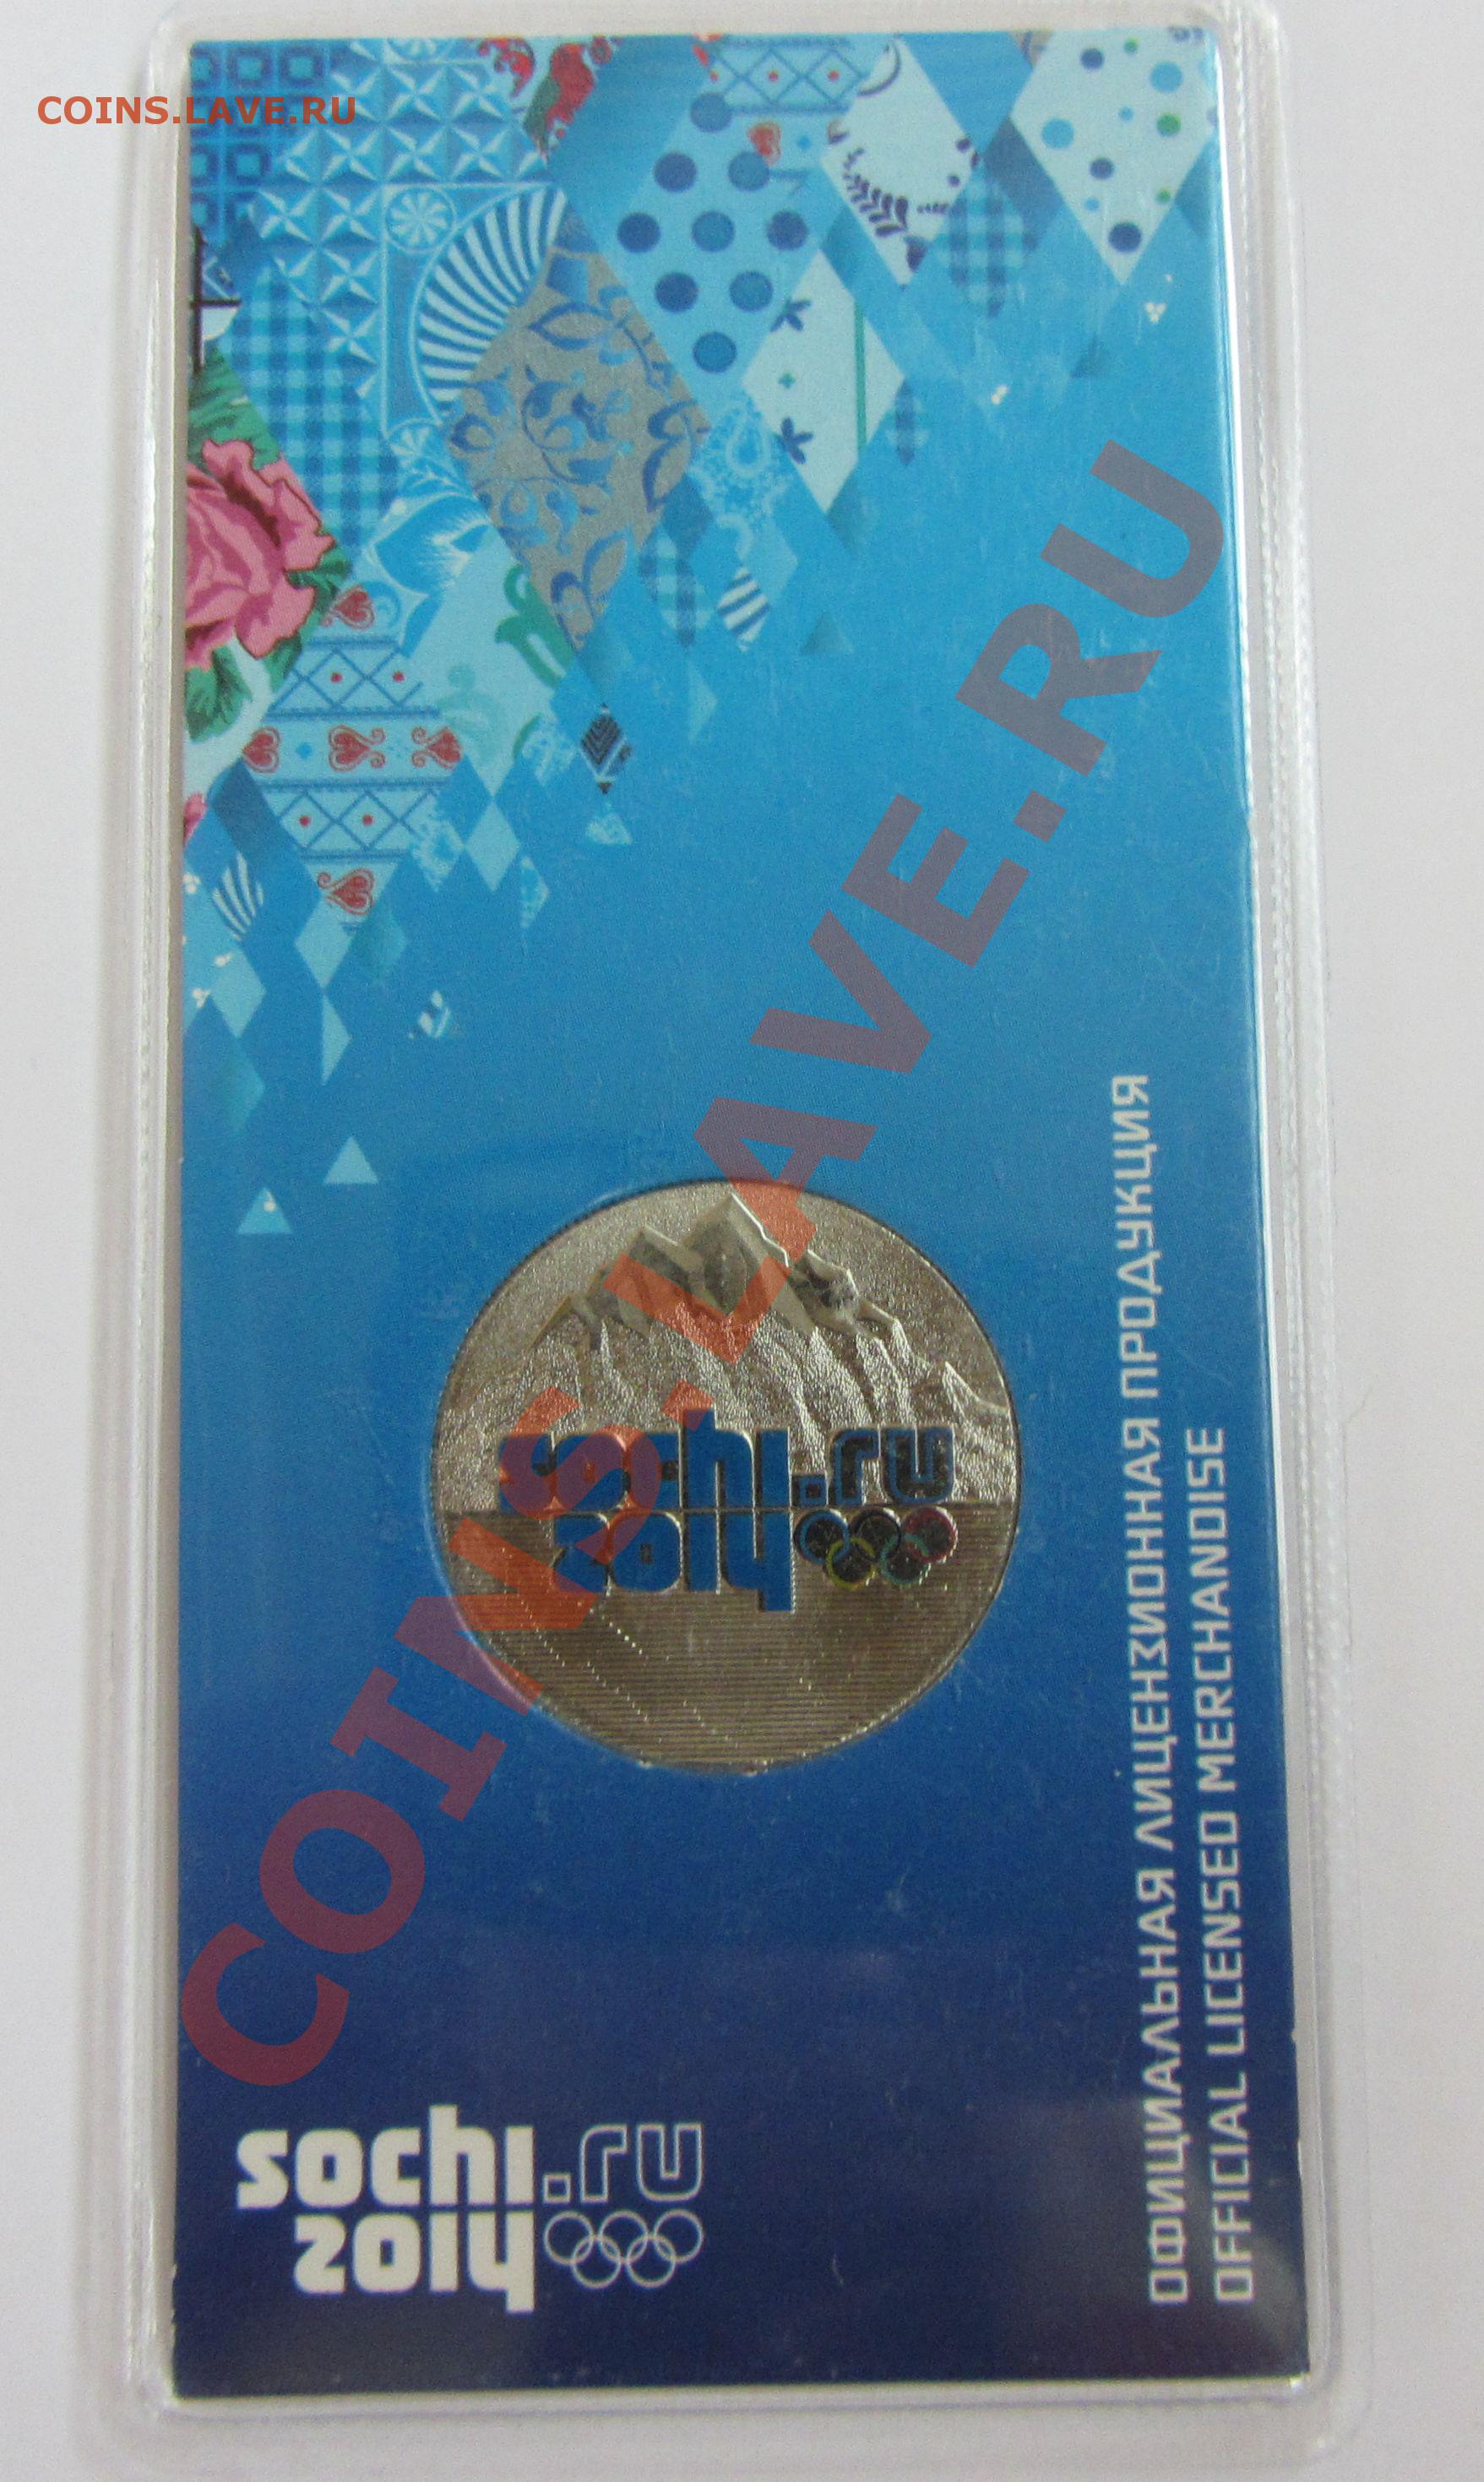 COINS.LAVE.RU
COINS.LAVE.RU
sochi.ru
2014
ОФИЦИАЛЬНАЯ ЛИЦЕНЗИОННАЯ ПРОДУКЦИЯ
OFFICIAL LICENSED MERCHANDISE
sochi.ru
2014